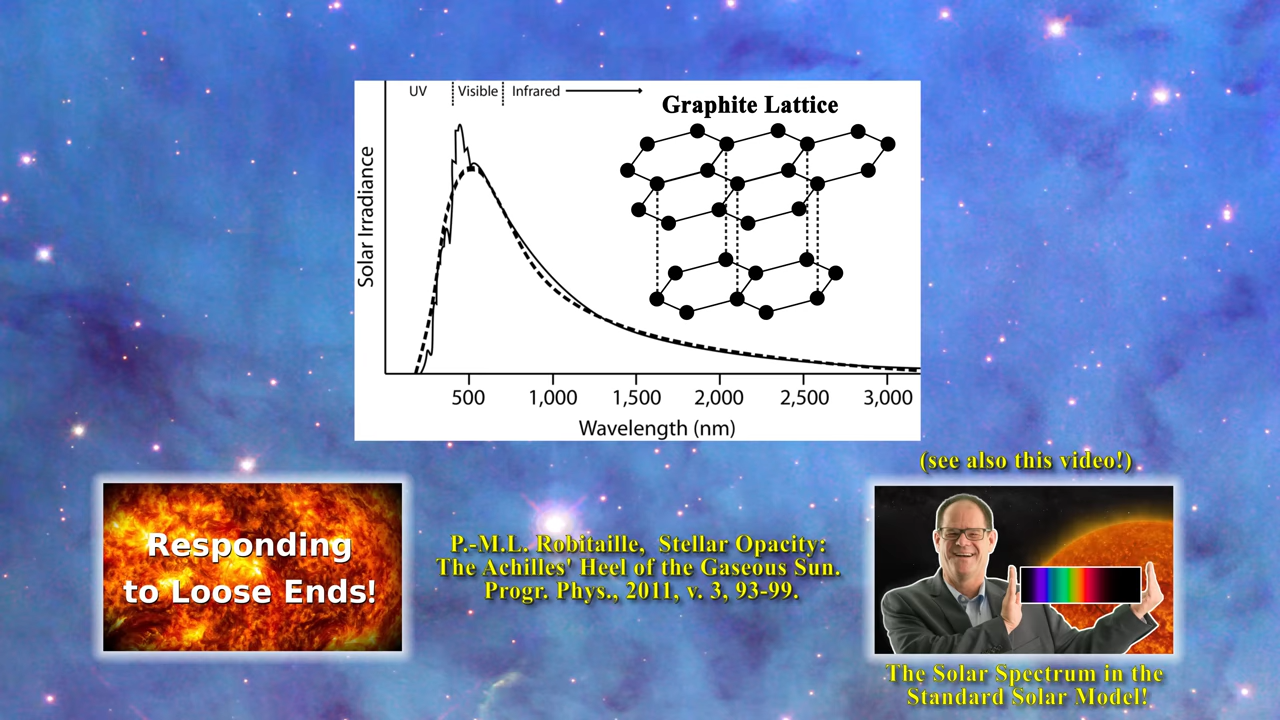 UV
Visible
Infrared
Graphite Lattice
Solar Irradiance
500
1,000
1,500
2,000
2,500
3,000
Wavelength (nm)
(see also this video!)
Responding
to Loose Ends!
P.-M.L. Robitaille, Stellar Opacity:
The Achilles' Heel of the Gaseous Sun.
Progr. Phys., 2011, v. 3, 93-99.
The Solar Spectrum in the
Standard Solar Model!